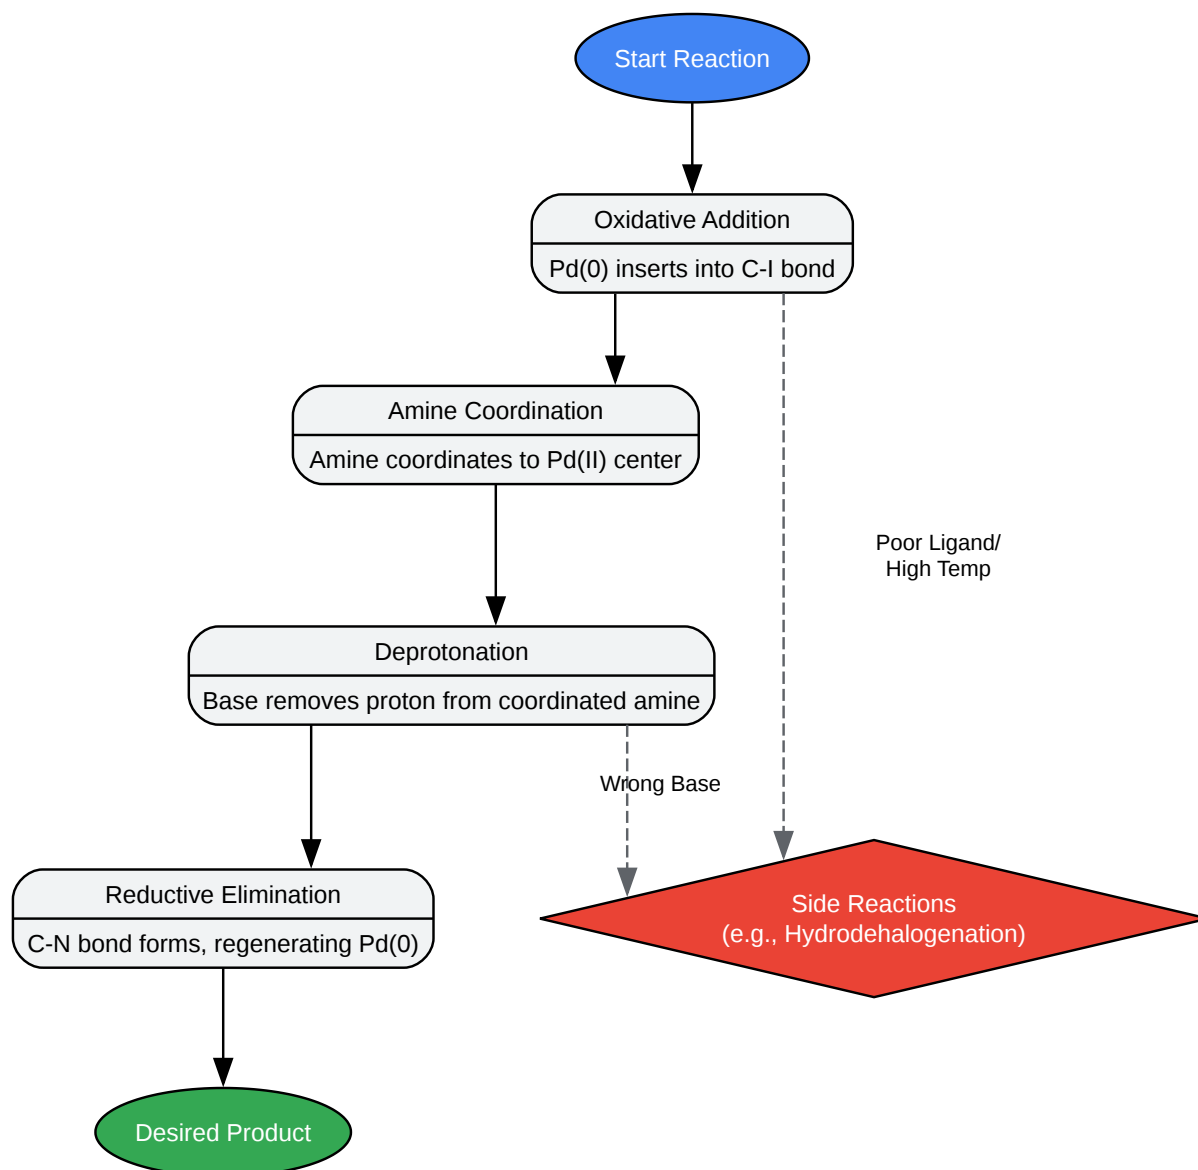 Start Reaction
Oxidative Addition
Pd(0) inserts into C-I bond
Amine Coordination
Amine coordinates to Pd(II) center
Poor Ligand/
High Temp
Deprotonation
Base removes proton from coordinated amine
Wrong Base
Reductive Elimination
C-N bond forms, regenerating Pd(0)
Side Reactions
(e.g., Hydrodehalogenation)
Desired Product